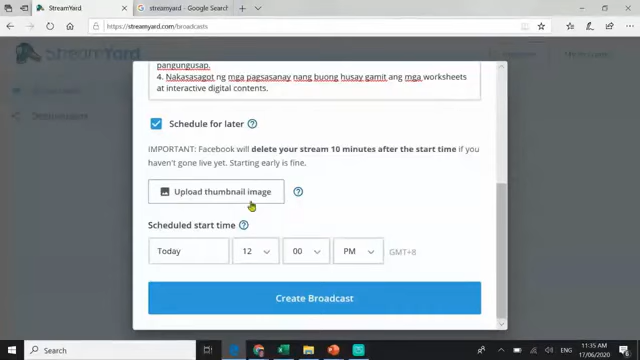 StreamYard
streamyard - Google Search
https://streamyard.com/broadcasts
StreamYard
pangungusap.
4. Nakasasagot ng mga pagsasanay nang buong husay gamit ang mga worksheets
at interactive digital contents.
Schedule for later
IMPORTANT: Facebook will delete your stream 10 minutes after the start time if you
haven't gone live yet. Starting early is fine.
Upload thumbnail image
Scheduled start time
Today 12 00 PM GMT+8
Create Broadcast
Search
ENG
11:35 AM
17/06/2020